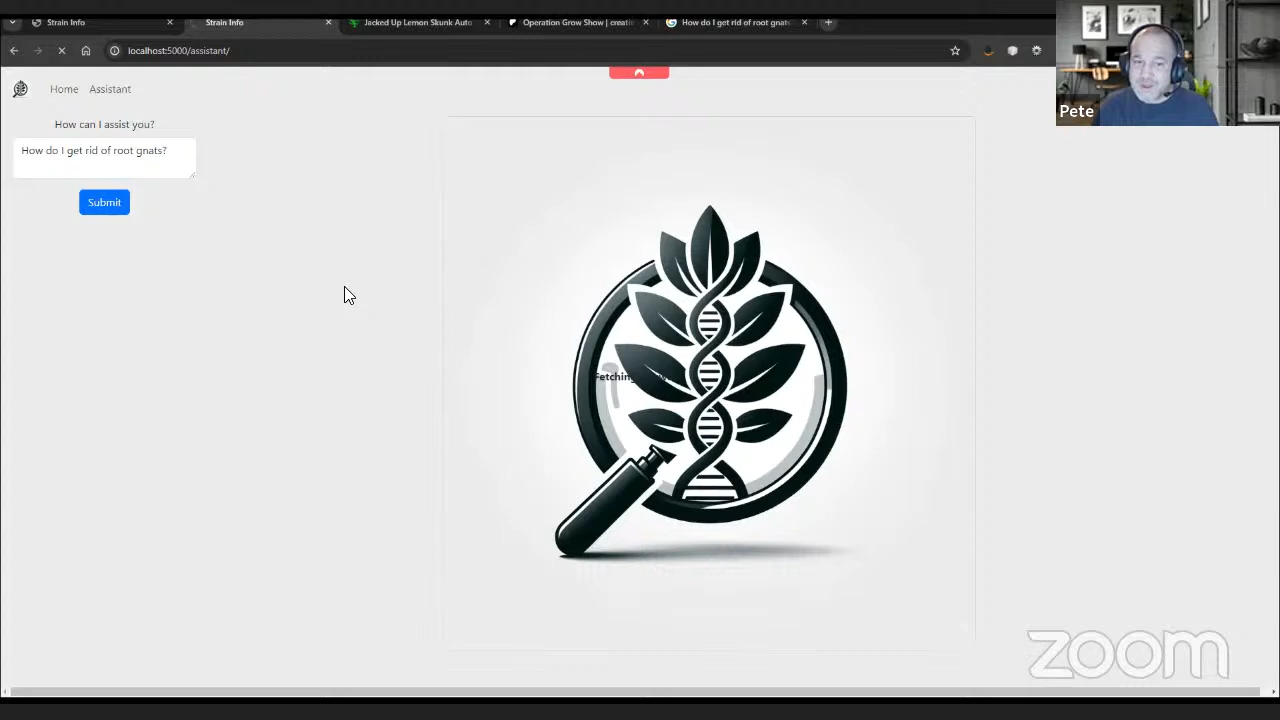 Strain Info
Strain Info
Jacked Up Lemon Skunk Auto
Operation Grow Show | creati
How do I get rid of root gnats
localhost:5000/assistant/
Home
Assistant
How can I assist you?
How do I get rid of root gnats?
Submit
Fetching
Pete
zoom